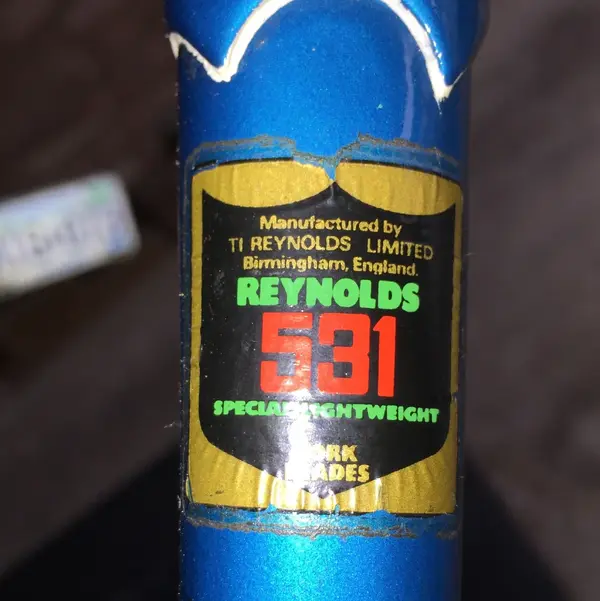 Manufactured by
TI REYNOLDS LIMITED
Birmingham, England.
REYNOLDS
531
SPECIAL LIGHTWEIGHT
FORK
BLADES